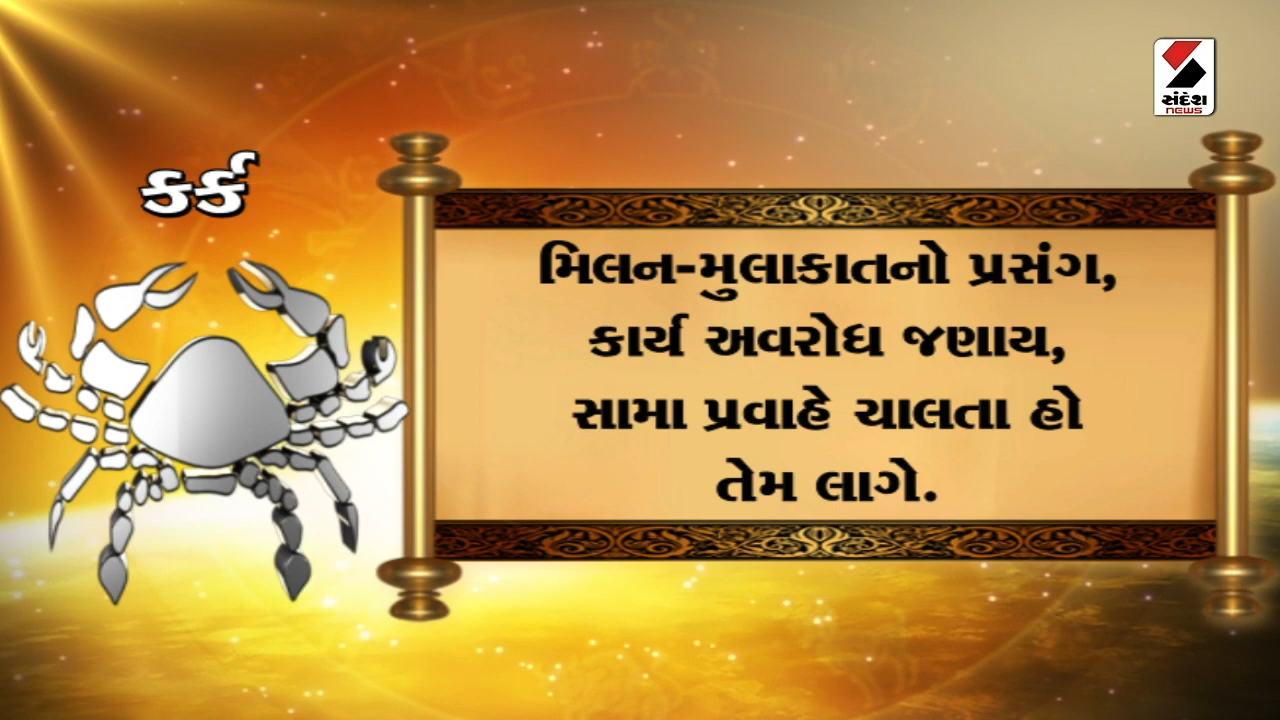 સંદેશ
NEWS
કર્ક
મિલન-મુલાકાતનો પ્રસંગ,
કાર્ય અવરોધ જણાય,
સામા પ્રવાહે ચાલતા હો
તેમ લાગે.